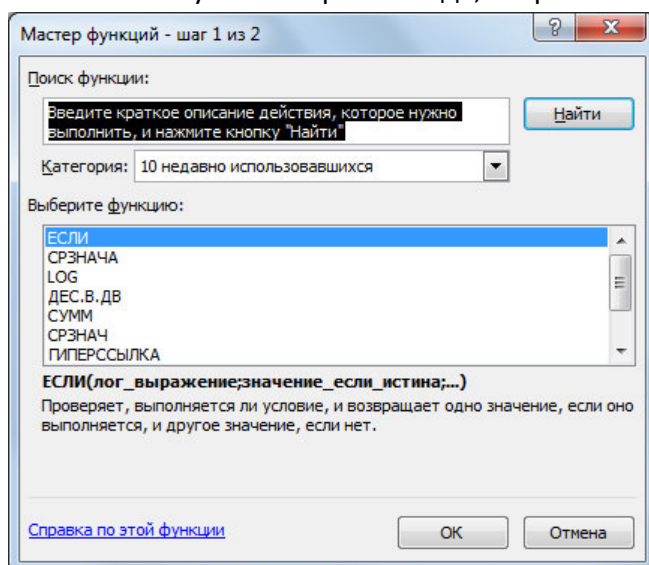 Мастер функций - шаг 1 из 2
Поиск функции:
Введите краткое описание действия, которое нужно
выполнить, и нажмите кнопку "Найти"
Найти
Категория: 10 недавно использовавшихся
Выберите функцию:
ЕСЛИ
СРЗНАЧА
LOG
ДЕС.В.ДВ
СУММ
СРЗНАЧ
ГИПЕРССЫЛКА
ЕСЛИ(лог_выражение;значение_если_истина;...)
Проверяет, выполняется ли условие, и возвращает одно значение, если оно
выполняется, и другое значение, если нет.
Справка по этой функции
ОК
Отмена